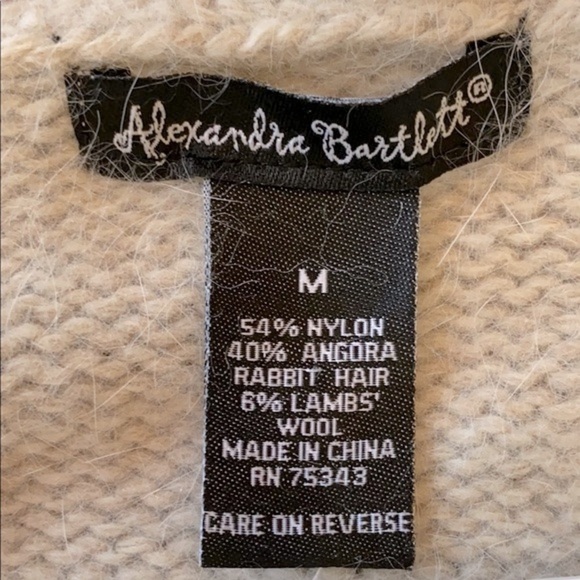 Alexandra Bartlett®
M
54% NYLON
40% ANGORA
RABBIT HAIR
6% LAMBS'
WOOL
MADE IN CHINA
RN 75343
CARE ON REVERSE